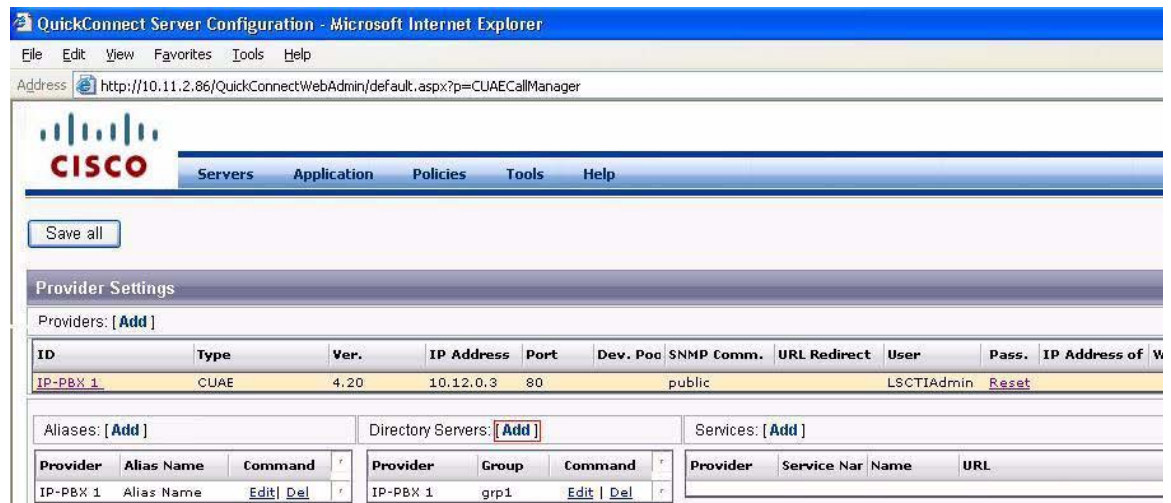 QuickConnect Server Configuration - Microsoft Internet Explorer
File Edit View Favorites Tools Help
Address http://10.11.2.86/QuickConnectWebAdmin/default.aspx?p=CUAECallManager
CISCO
Servers Application Policies Tools Help
Save all
Provider Settings
Providers: [ Add ]
ID Type Ver. IP Address Port Dev. Poo SNMP Comm. URL Redirect User Pass. IP Address of W
IP-PBX 1 CUAE 4.20 10.12.0.3 80 public LSCTIAdmin Reset
Aliases: [ Add ] Directory Servers: [ Add ] Services: [ Add ]
Provider Alias Name Command Provider Group Command Provider Service Nar Name URL
IP-PBX 1 Alias Name Edit| Del IP-PBX 1 grp1 Edit | Del